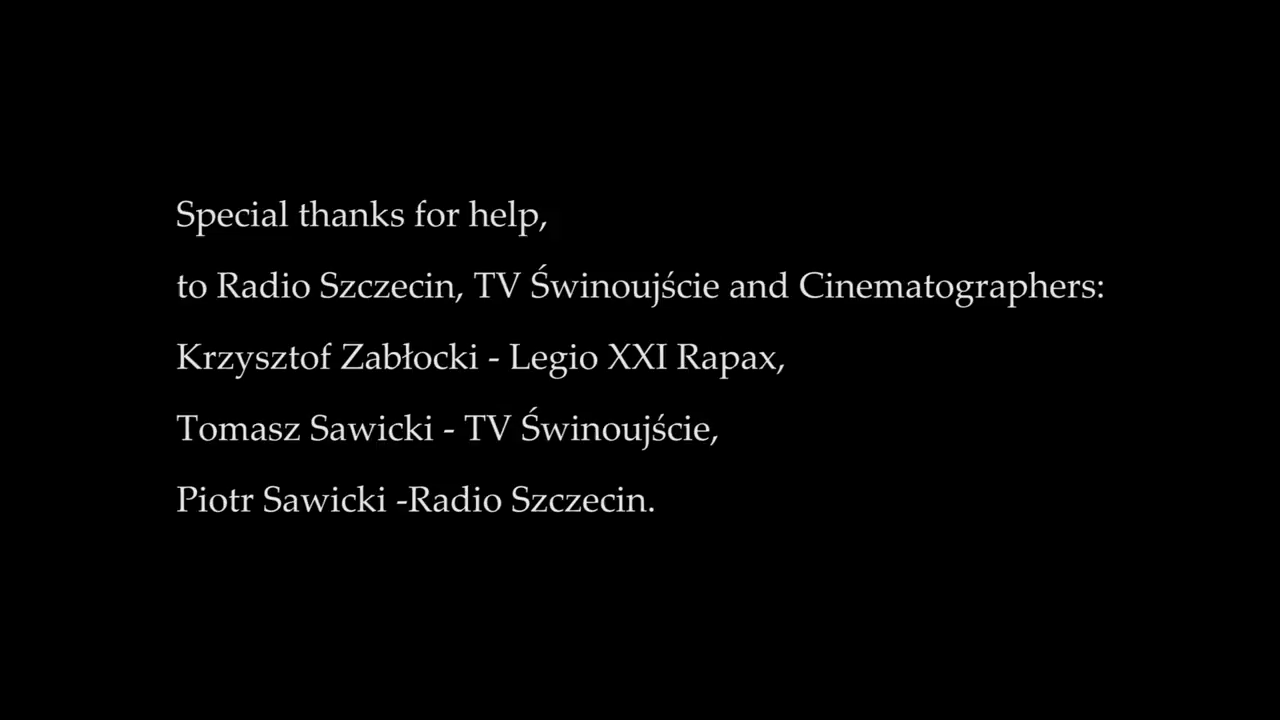 Special thanks for help,
to Radio Szczecin, TV Świnoujście and Cinematographers:
Krzysztof Zabłocki - Legio XXI Rapax,
Tomasz Sawicki - TV Świnoujście,
Piotr Sawicki -Radio Szczecin.